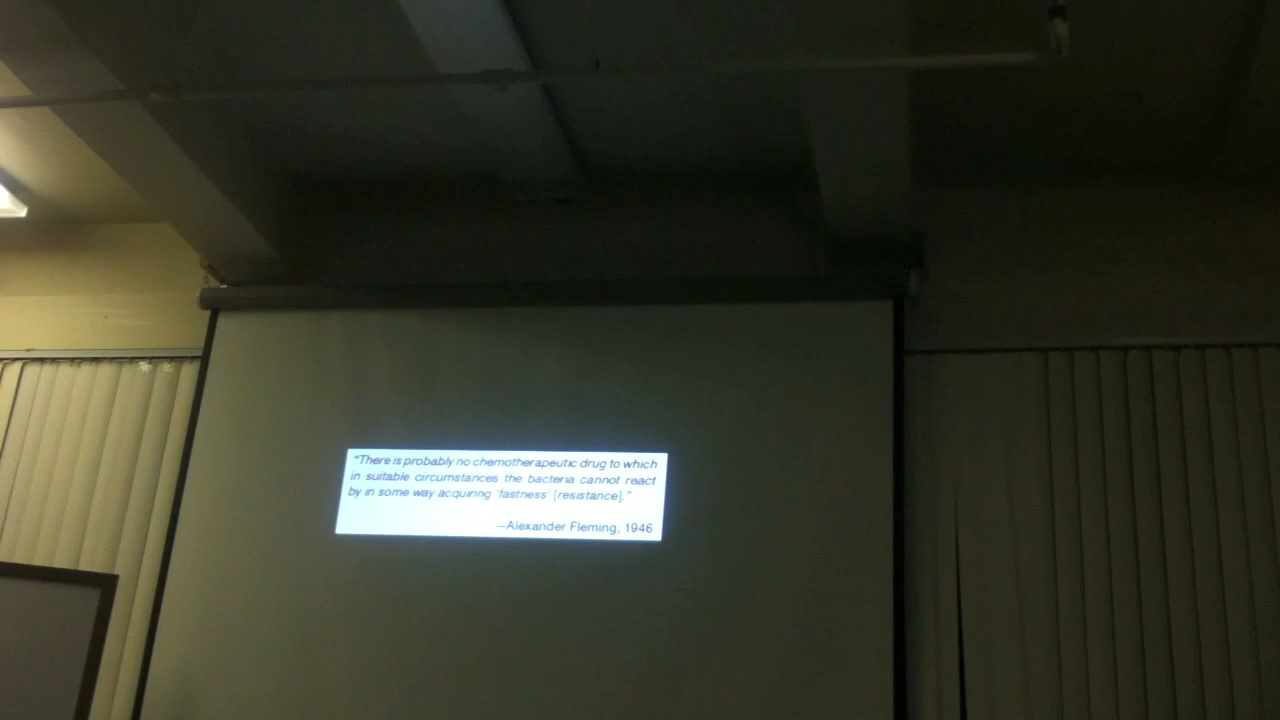 “There is probably no chemotherapeutic drug to which
in suitable circumstances the bacteria cannot react
by in some way acquiring ‘fastness’ [resistance].”
–Alexander Fleming, 1946